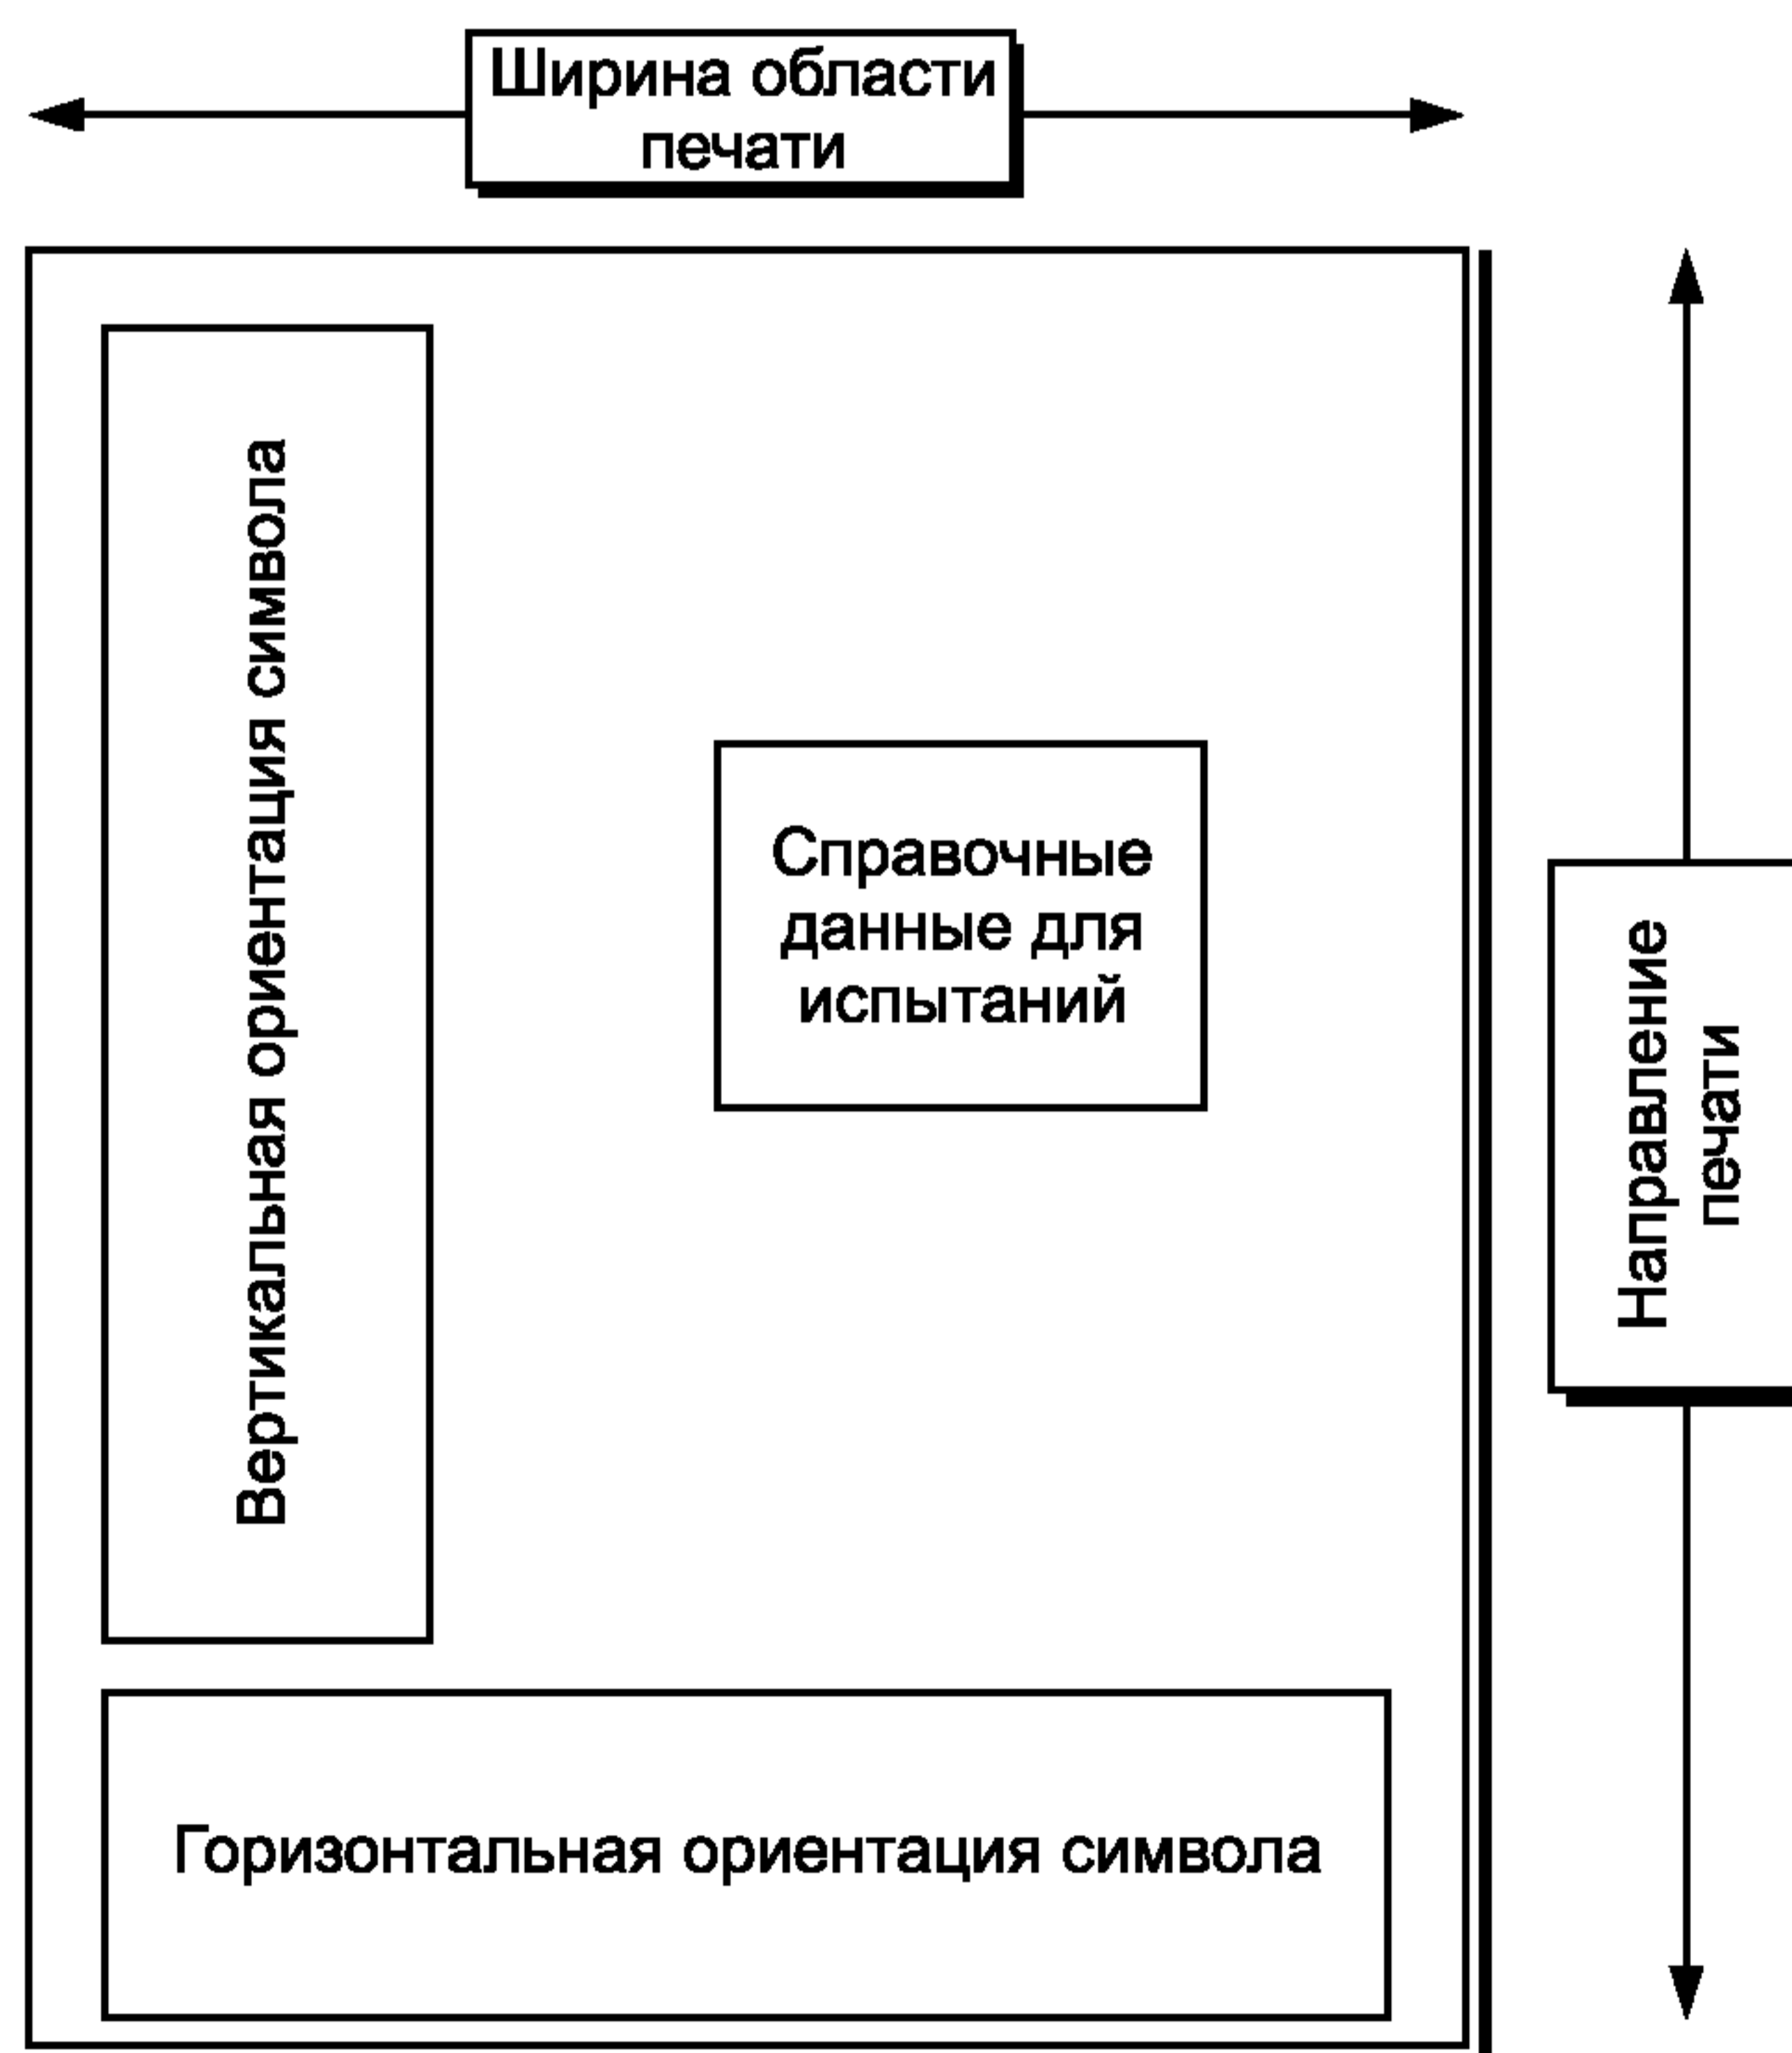 Ширина области
печати
Вертикальная ориентация символа
Справочные
данные для
испытаний
Направление
печати
Горизонтальная ориентация символа